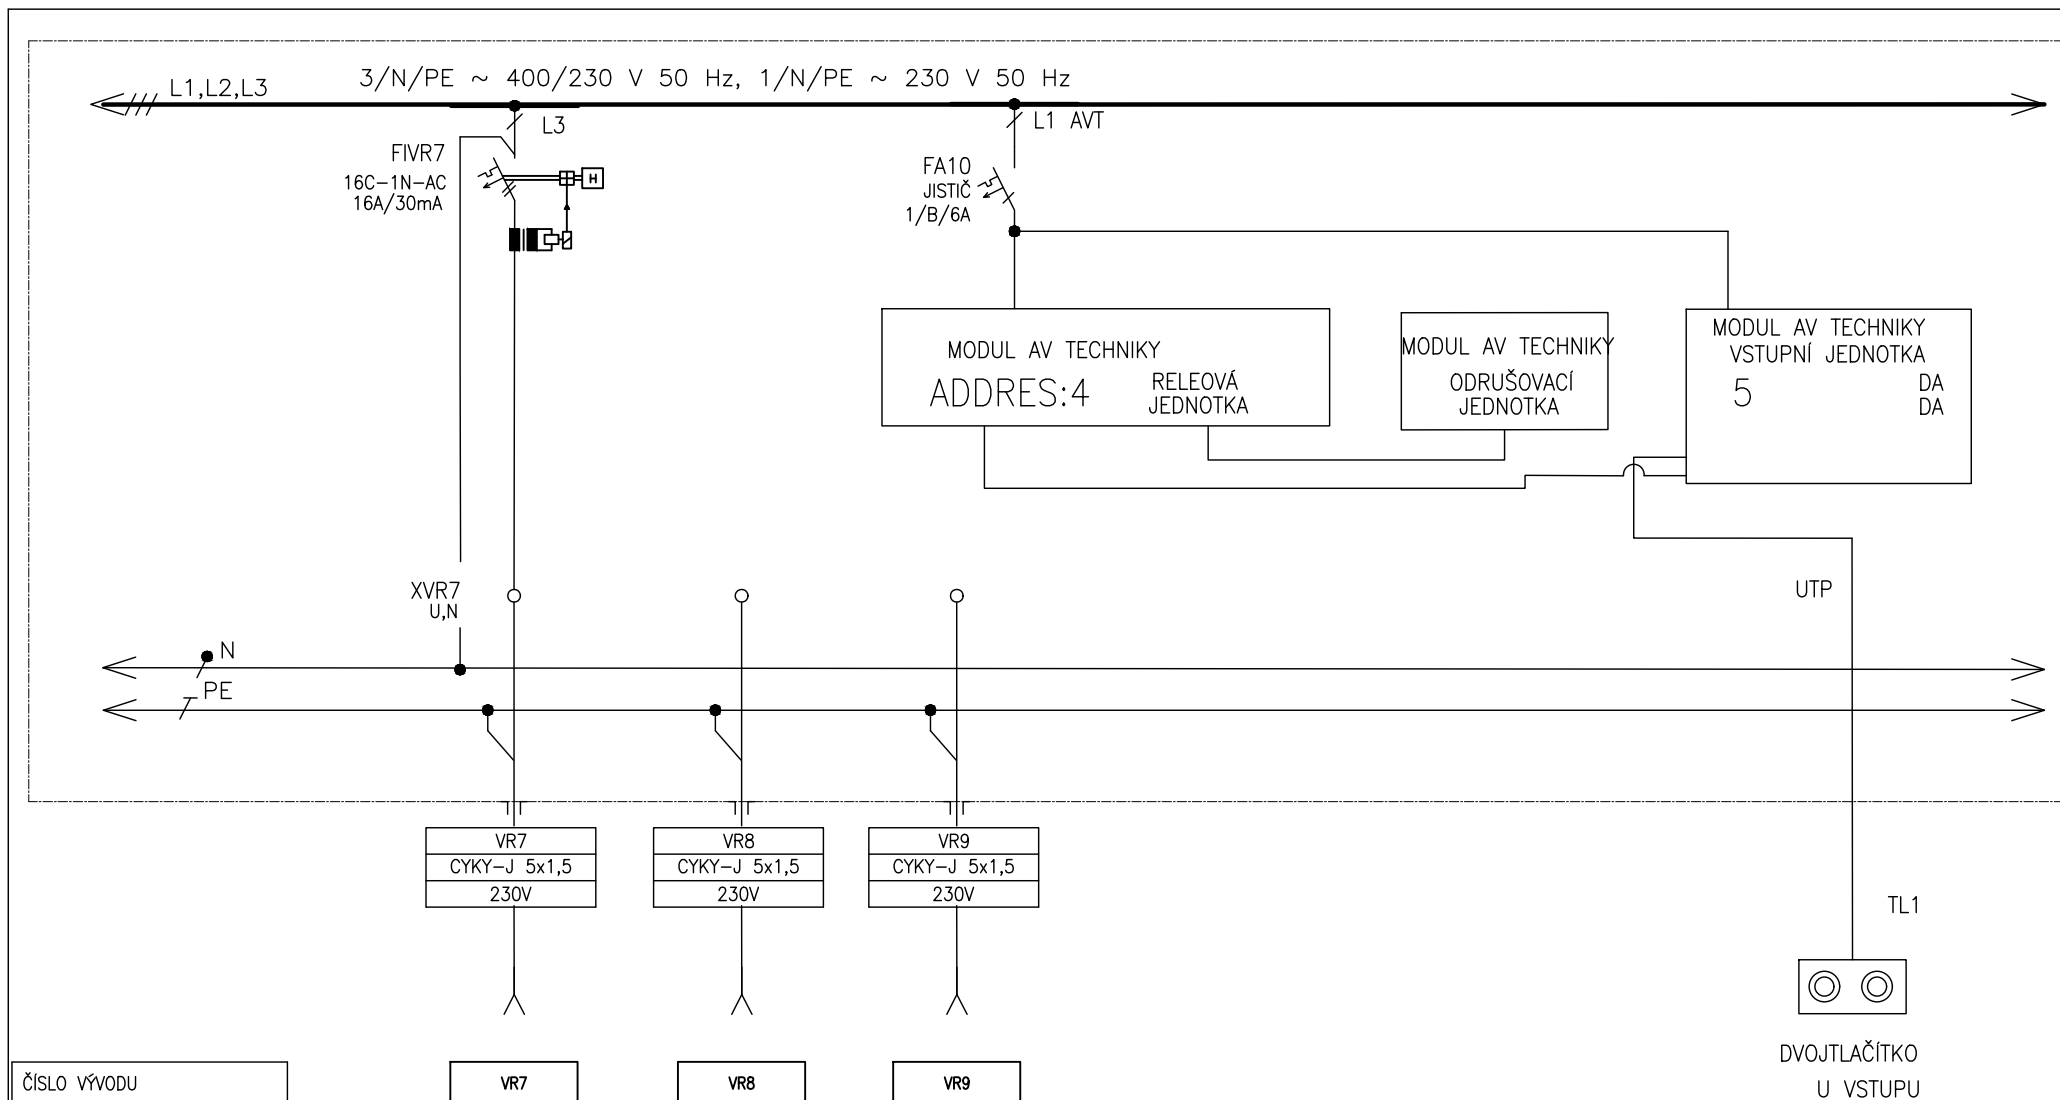 3/N/PE ~ 400/230 V 50 Hz, 1/N/PE ~ 230 V 50 Hz
L1,L2,L3
L3
L1 AVT
FIVR7
16C-1N-AC
16A/30mA
H
FA10
JISTIČ
1/B/6A
MODUL AV TECHNIKY
ADDRES:4
RELEOVÁ
JEDNOTKA
MODUL AV TECHNIKY
ODRUŠOVACÍ
JEDNOTKA
MODUL AV TECHNIKY
VSTUPNÍ JEDNOTKA
5
DA
DA
XVR7
U,N
UTP
N
PE
VR7
CYKY-J 5x1,5
230V
VR8
CYKY-J 5x1,5
230V
VR9
CYKY-J 5x1,5
230V
TL1
DVOJTLAČÍTKO
U VSTUPU
ČÍSLO VÝVODU
VR7
VR8
VR9